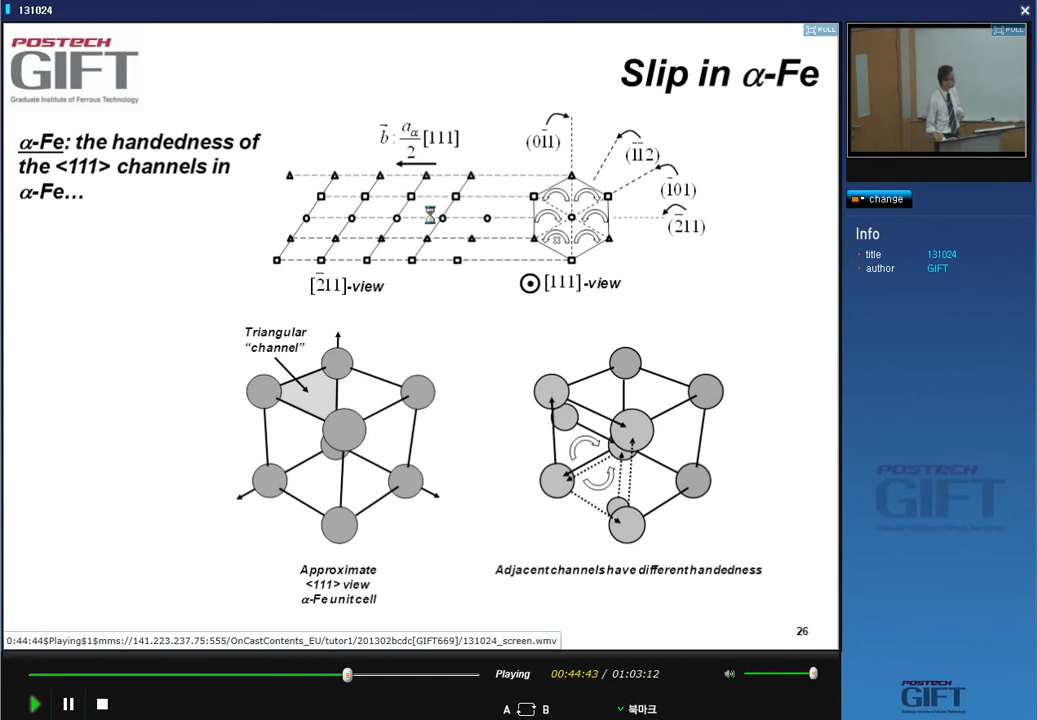 131024
FULL
FULL
POSTECH
GIFT
Graduate Institute of Ferrous Technology
Slip in α-Fe
α-Fe: the handedness of
the <111> channels in
α-Fe…
b⃗ : aα/2 [111]
(01̄1)
(1̄1̄2)
(1̄01)
(2̄11)
[2̄11]-view
[111]-view
Triangular
“channel”
Approximate
<111> view
α-Fe unit cell
Adjacent channels have different handedness
26
0:44:44$Playing$1$mms://141.223.237.75:555/OnCastContents_EU/tutor1/201302bcdc[GIFT669]/131024_screen.wmv
change
Info
title 131024
author GIFT
POSTECH
GIFT
Playing 00:44:43 / 01:03:12
A B 북마크
POSTECH
GIFT